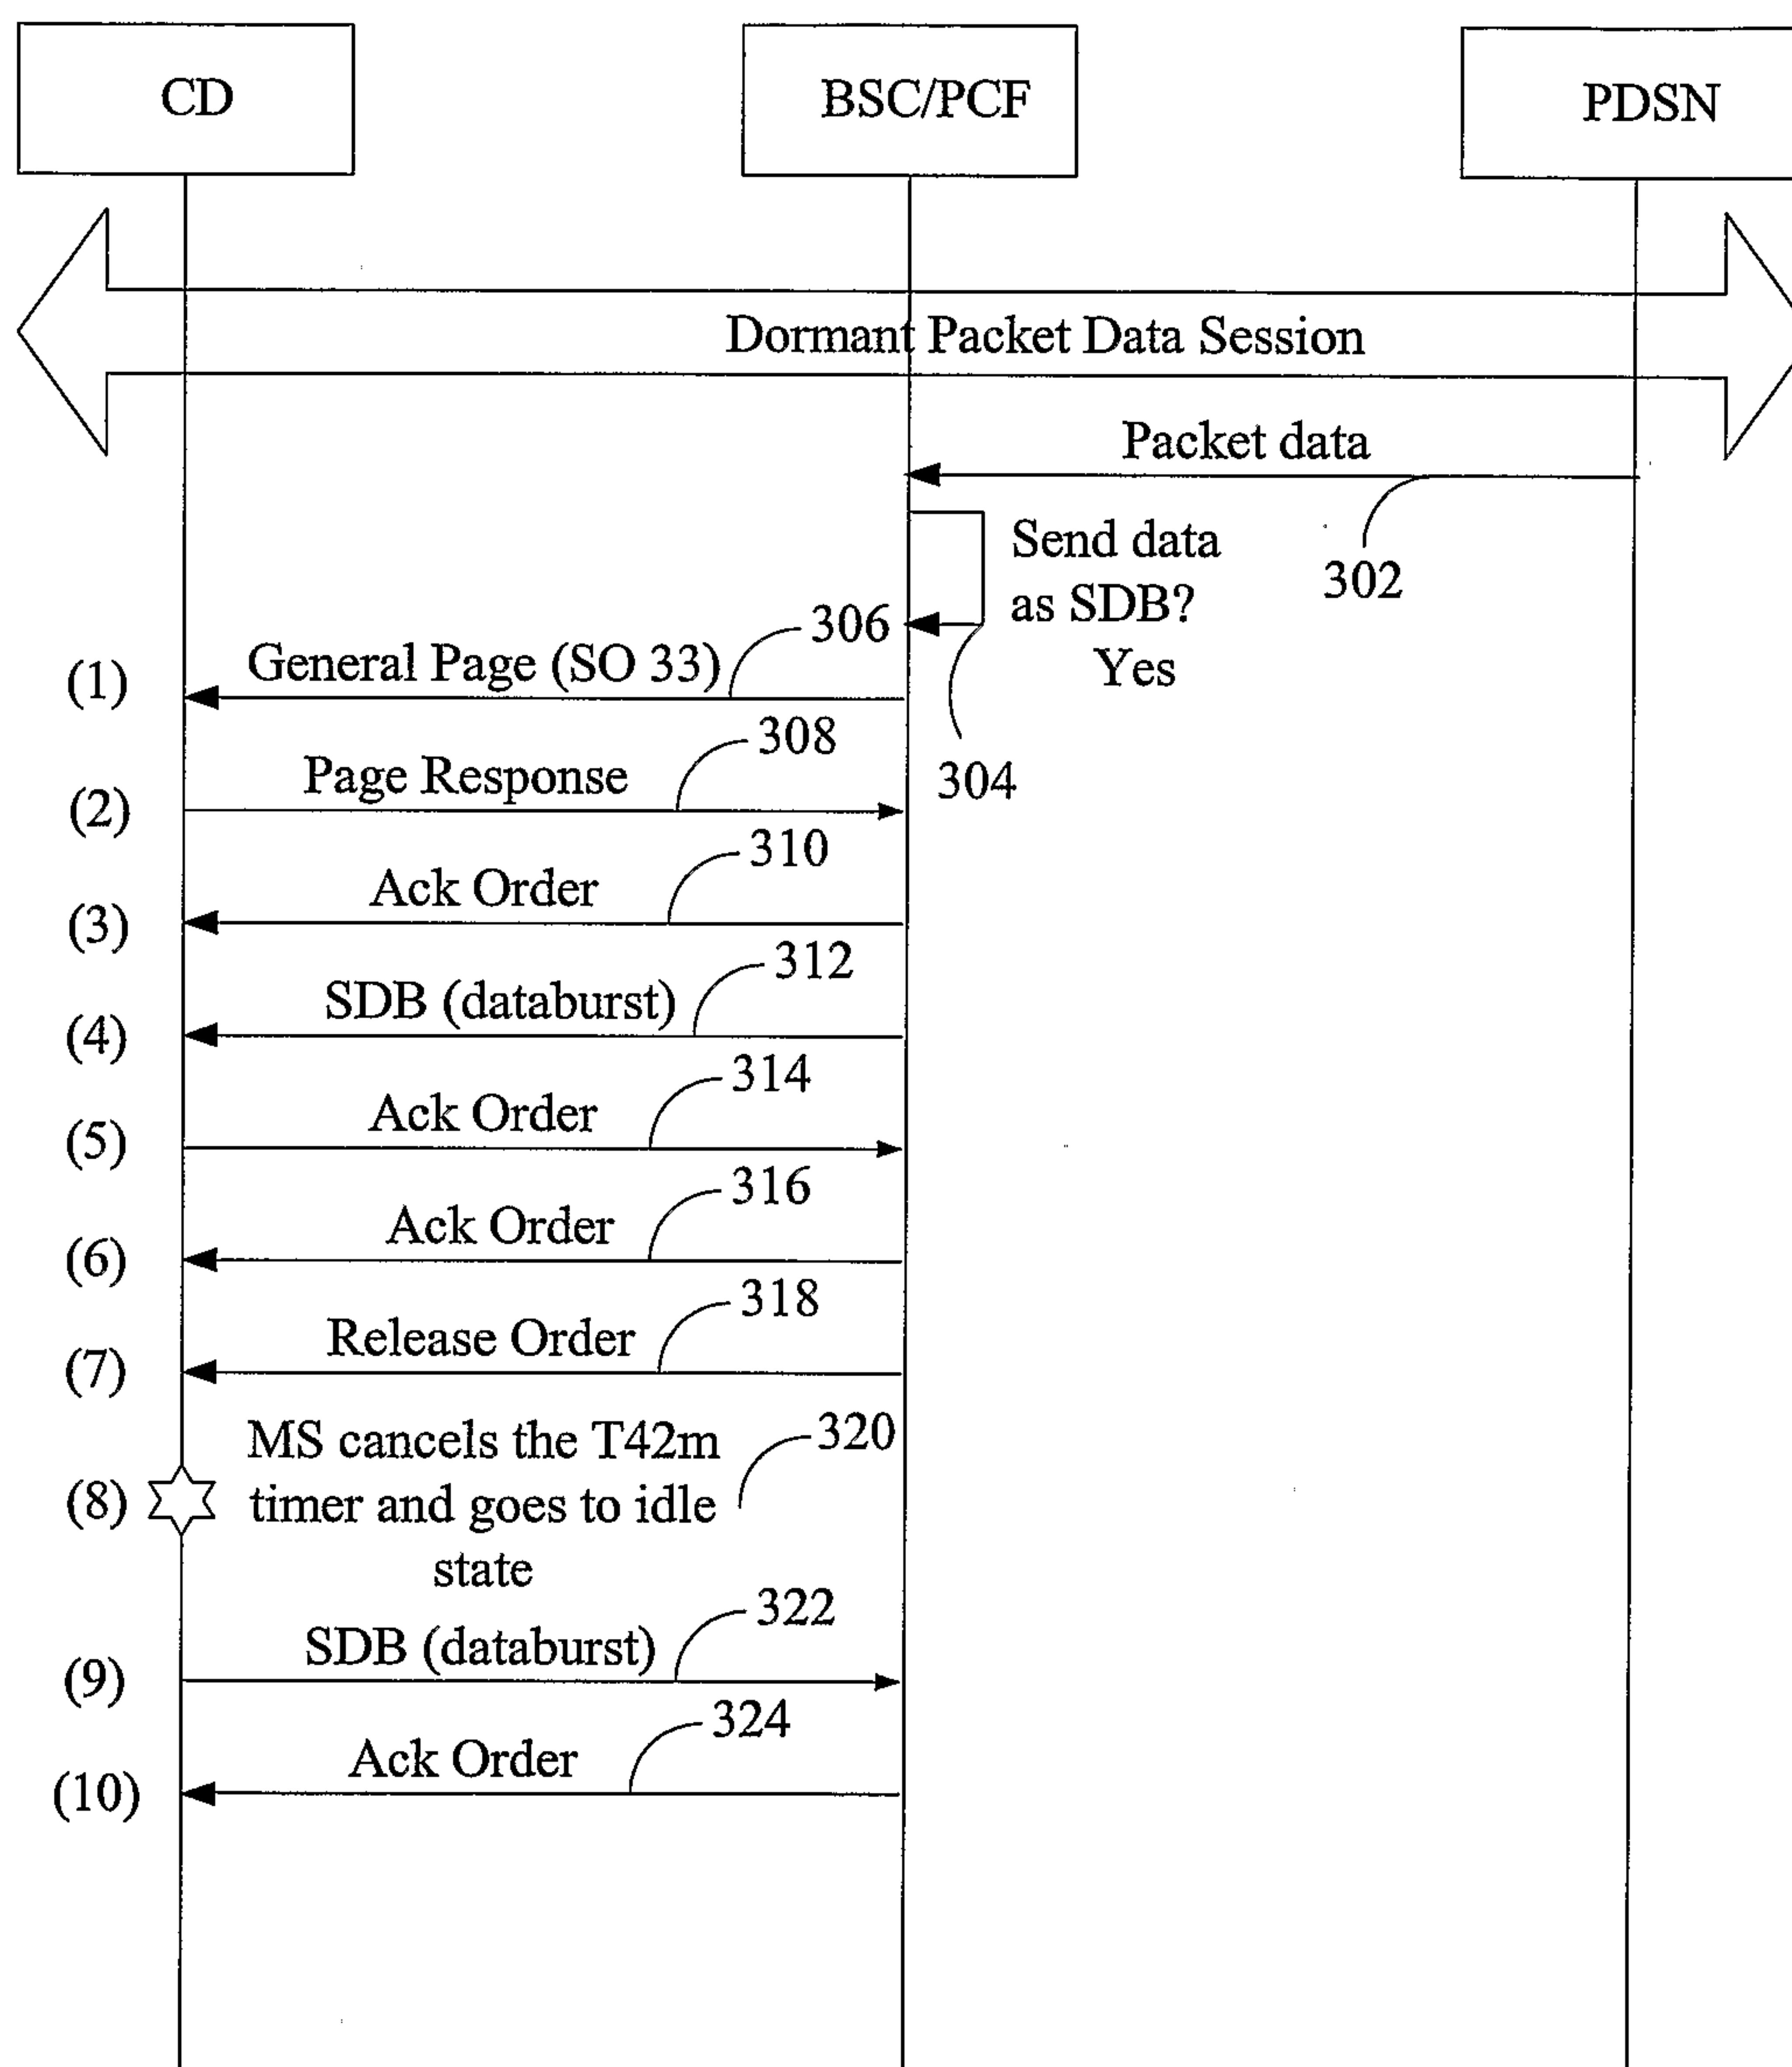 CD
BSC/PCF
PDSN
Dormant Packet Data Session
Packet data
302
Send data
as SDB?
Yes
304
306
(1)
General Page (SO 33)
308
(2)
Page Response
310
(3)
Ack Order
312
(4)
SDB (databurst)
314
(5)
Ack Order
316
(6)
Ack Order
318
(7)
Release Order
320
(8)
MS cancels the T42m
timer and goes to idle
state
322
(9)
SDB (databurst)
324
(10)
Ack Order